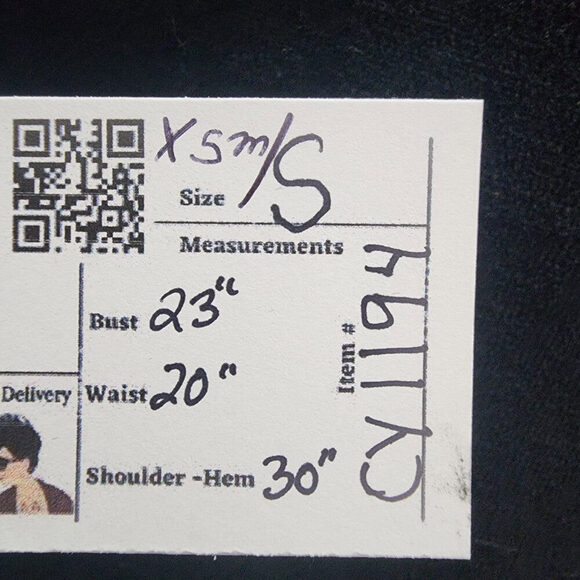 XSm/S
Size
Measurements
Bust 23"
Waist 20"
Shoulder -Hem 30"
Item # CY1194
Delivery